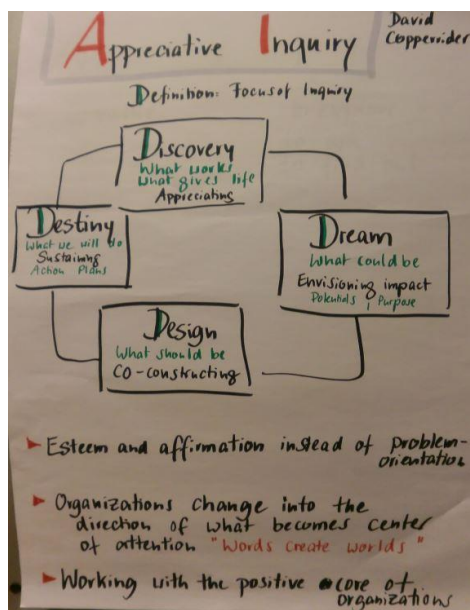 Appreciative Inquiry
David
Cooperrider
Definition: Focus of Inquiry
Discovery
What works
What gives life
Appreciating
Dream
What could be
Envisioning impact
Potentials, Purpose
Design
What should be
CO-constructing
Destiny
What we will do
Sustaining
Action Plans
Esteem and affirmation instead of problem-
orientation
Organizations change into the
direction of what becomes center
of attention "Words create worlds"
Working with the positive core of
organizations